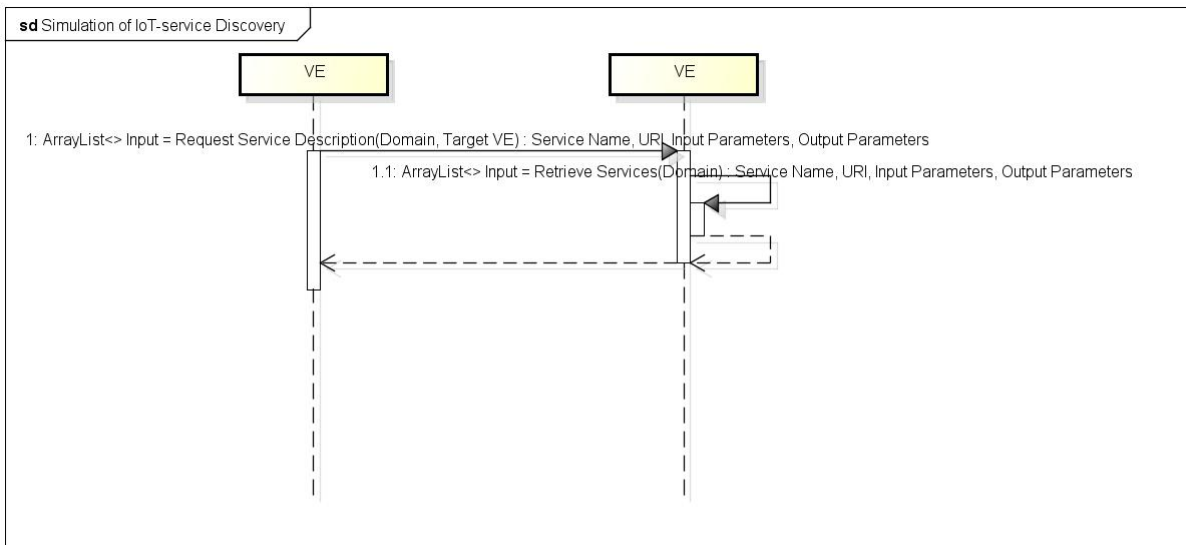 sd Simulation of IoT-service Discovery
VE
VE
1: ArrayList<> Input = Request Service Description(Domain, Target VE) : Service Name, URI, Input Parameters, Output Parameters
1.1: ArrayList<> Input = Retrieve Services(Domain) : Service Name, URI, Input Parameters, Output Parameters